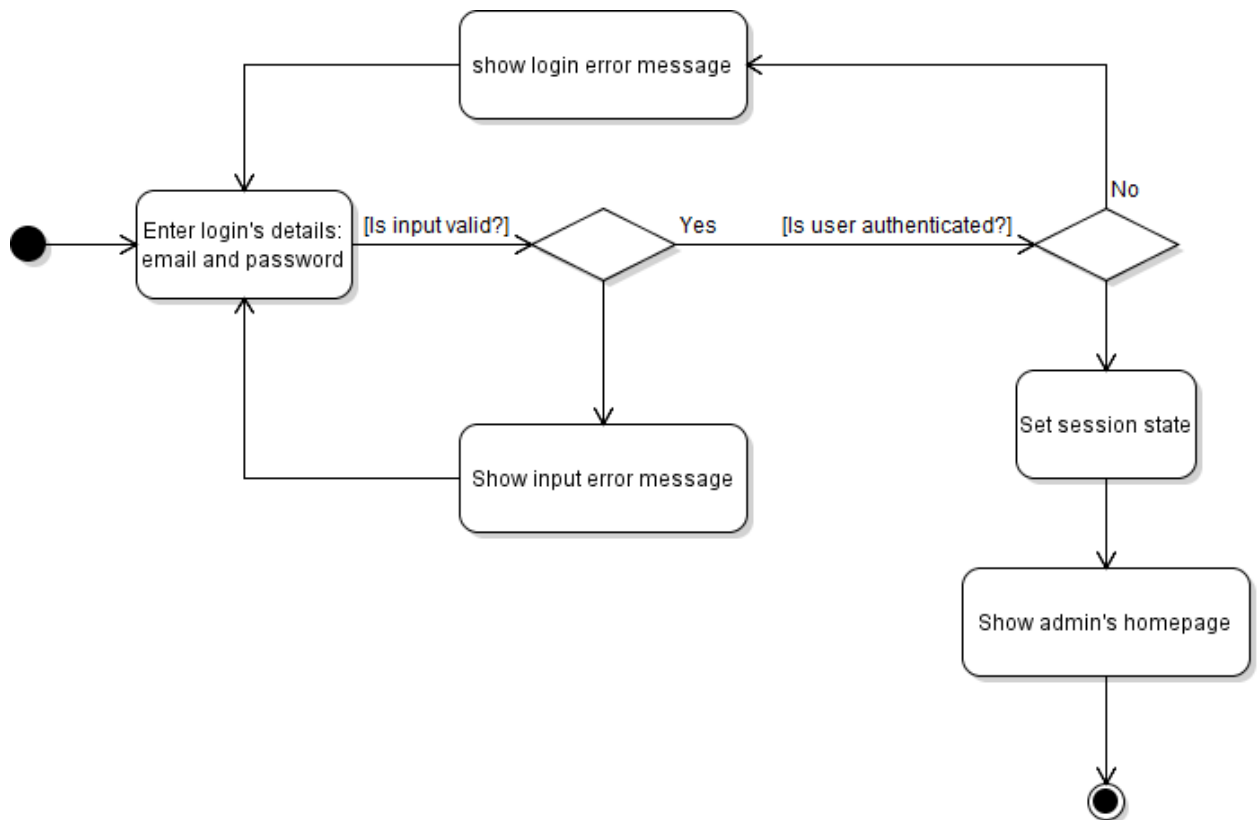 show login error message
No
Enter login's details:
email and password
[Is input valid?]
Yes
[Is user authenticated?]
Set session state
Show input error message
Show admin's homepage